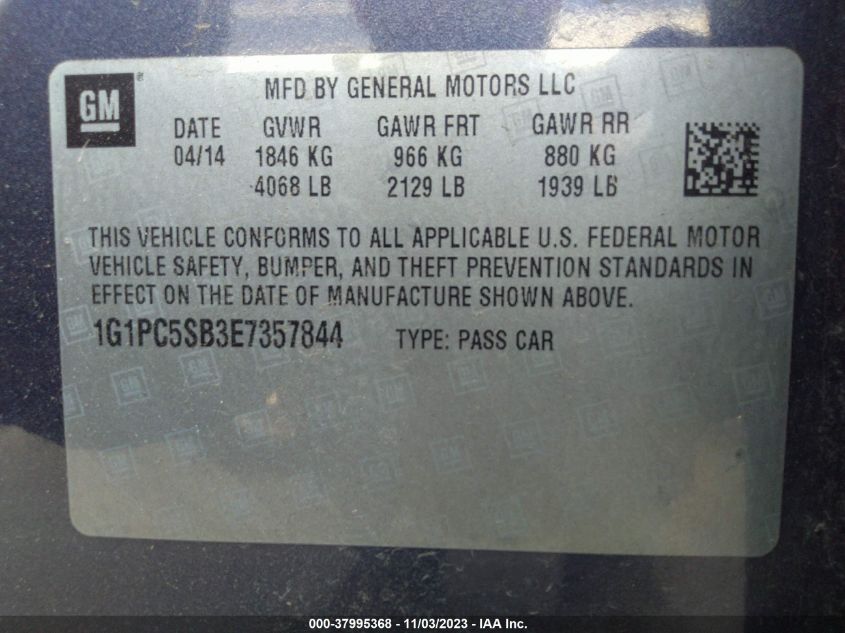 GM ® MFD BY GENERAL MOTORS LLC
DATE GVWR GAWR FRT GAWR RR
04/14 1846 KG 966 KG 880 KG
4068 LB 2129 LB 1939 LB
THIS VEHICLE CONFORMS TO ALL APPLICABLE U.S. FEDERAL MOTOR
VEHICLE SAFETY, BUMPER, AND THEFT PREVENTION STANDARDS IN
EFFECT ON THE DATE OF MANUFACTURE SHOWN ABOVE.
1G1PC5SB3E7357844 TYPE: PASS CAR
000-37995368 - 11/03/2023 - IAA Inc.